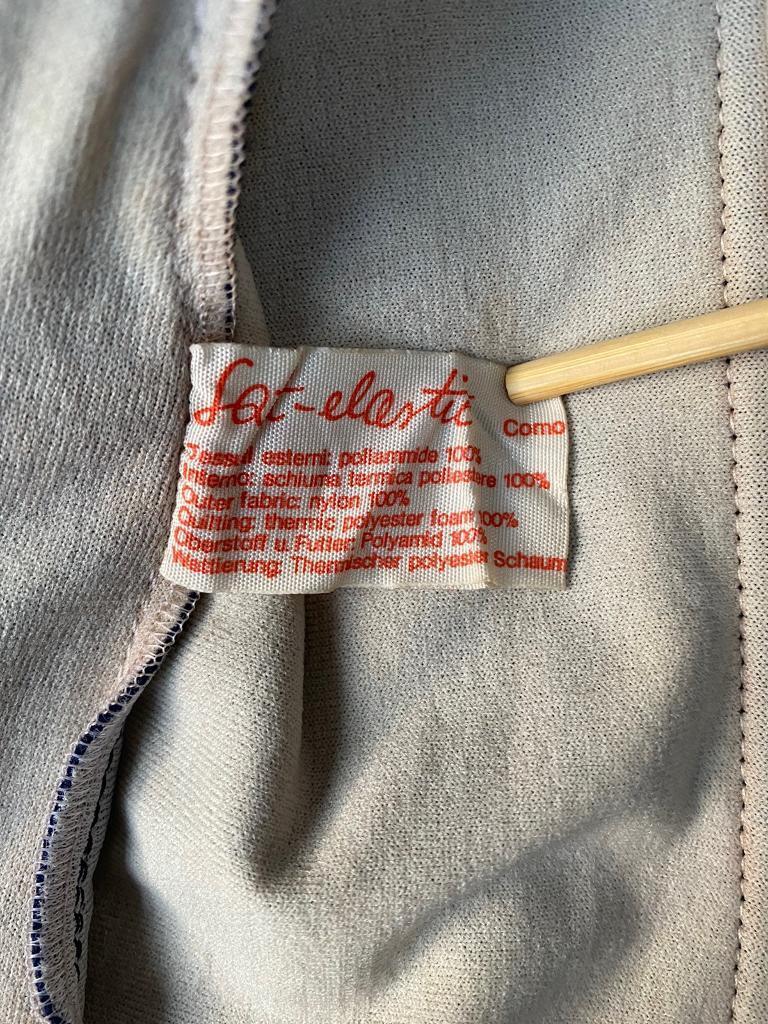 Sat-elastic
Como
Tessuti esterni: poliammide 100%
Interno: schiuma termica poliestere 100%
Outer fabric: nylon 100%
Quilting: thermic polyester foam 100%
Oberstoff u. Futter: Polyamid 100%
Wattierung: Thermischer polyester Schaum